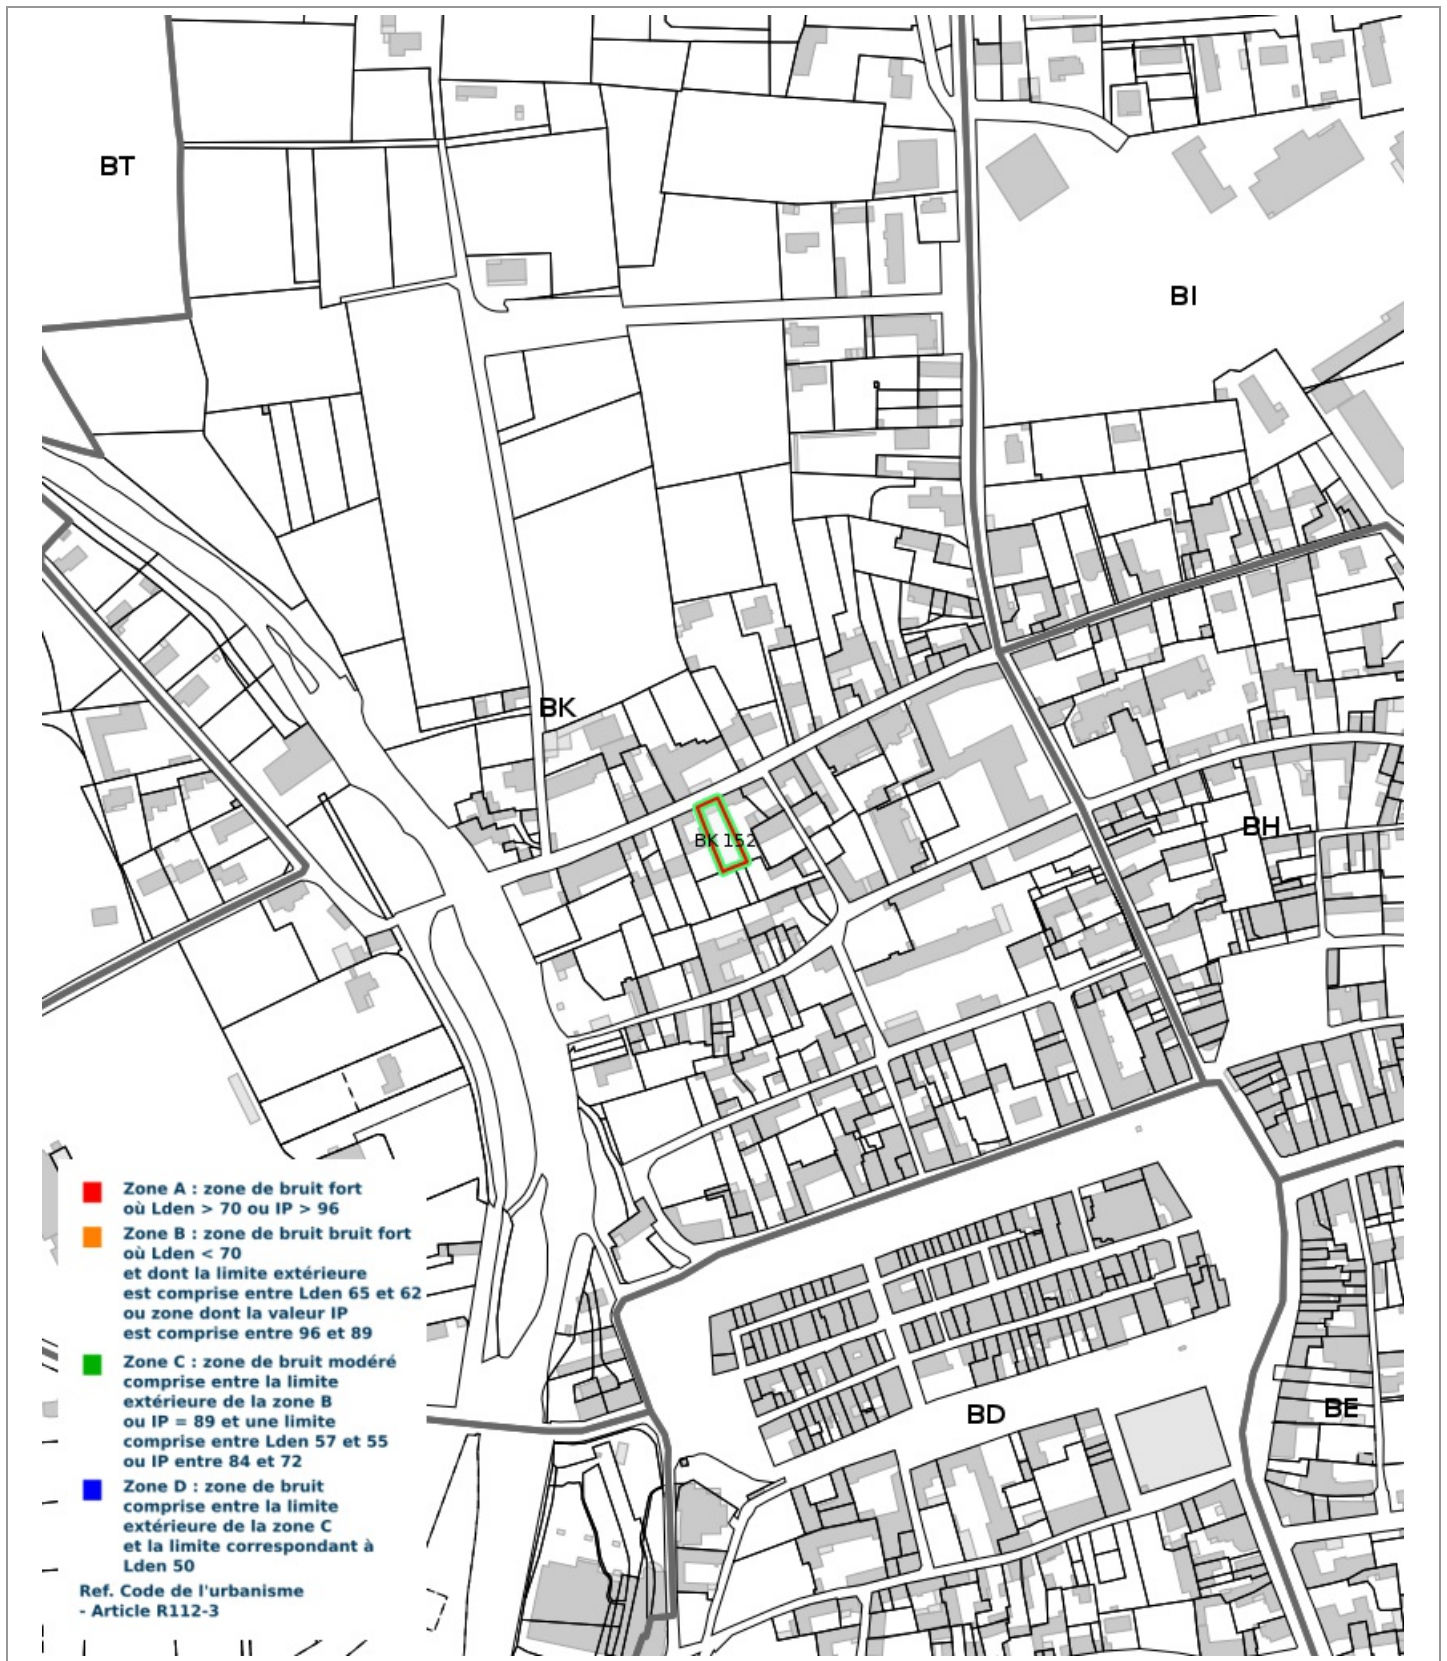 BT
BI
BK
BK 152
BH
BD
BE
Zone A : zone de bruit fort
où Lden > 70 ou IP > 96
Zone B : zone de bruit bruit fort
où Lden < 70
et dont la limite extérieure
est comprise entre Lden 65 et 62
ou zone dont la valeur IP
est comprise entre 96 et 89
Zone C : zone de bruit modéré
comprise entre la limite
extérieure de la zone B
ou IP = 89 et une limite
comprise entre Lden 57 et 55
ou IP entre 84 et 72
Zone D : zone de bruit
comprise entre la limite
extérieure de la zone C
et la limite correspondant à
Lden 50
Ref. Code de l'urbanisme
- Article R112-3